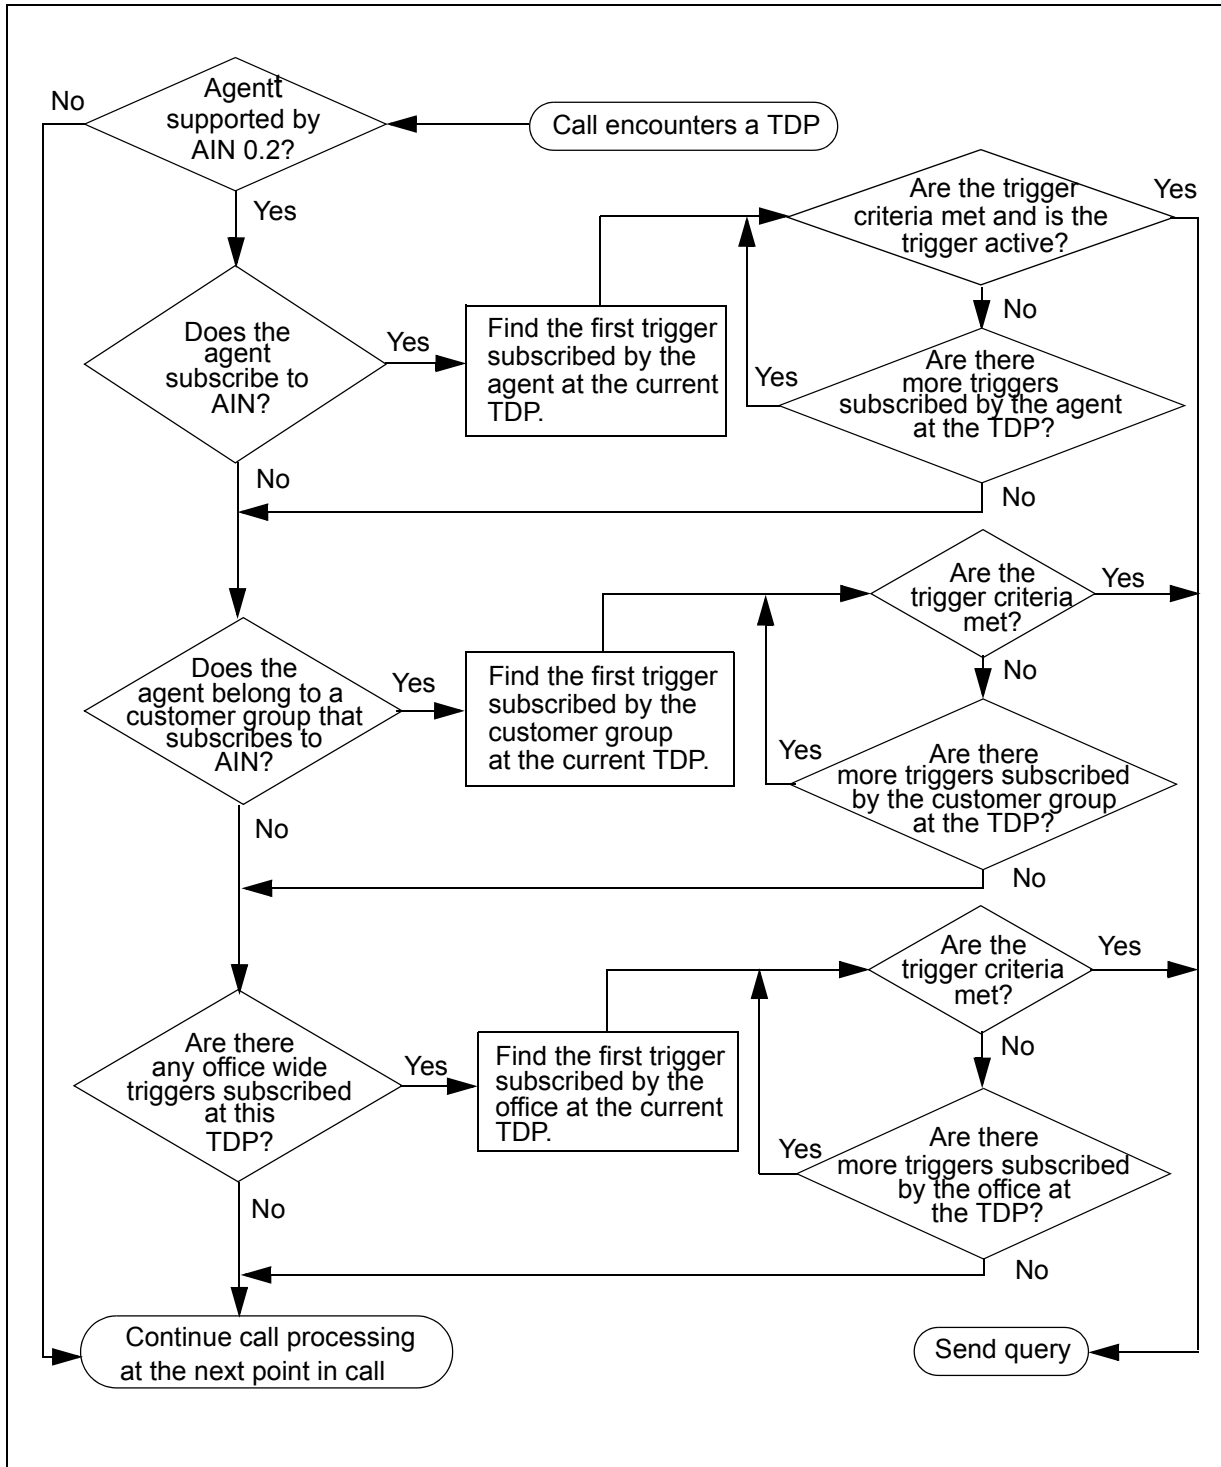 No
Agentt
supported by
AIN 0.2?
Call encounters a TDP
Yes
Are the trigger
criteria met and is the
trigger active?
Yes
No
Does the
agent
subscribe to
AIN?
Yes
Find the first trigger
subscribed by the
agent at the current
TDP.
Yes
Are there
more triggers
subscribed by the agent
at the TDP?
No
No
Are the
trigger criteria
met?
Yes
No
Does the
agent belong to a
customer group that
subscribes to
AIN?
Yes
Find the first trigger
subscribed by the
customer group
at the current TDP.
Yes
Are there
more triggers subscribed
by the customer group
at the TDP?
No
No
Are the
trigger criteria
met?
Yes
No
Are there
any office wide
triggers subscribed
at this
TDP?
Yes
Find the first trigger
subscribed by the
office at the current
TDP.
Yes
Are there
more triggers subscribed
by the office at
the TDP?
No
No
Continue call processing
at the next point in call
Send query